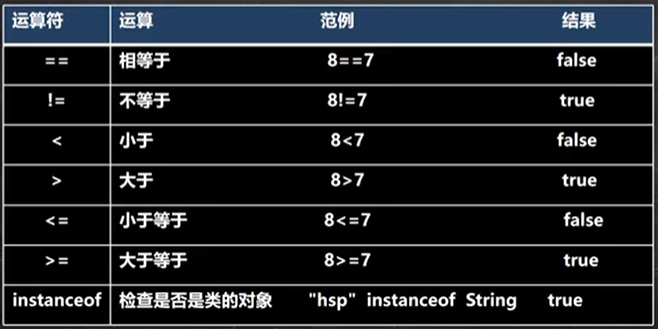 运算符 运算 范例 结果
== 相等于 8==7 false
!= 不等于 8!=7 true
< 小于 8<7 false
> 大于 8>7 true
<= 小于等于 8<=7 false
>= 大于等于 8>=7 true
instanceof 检查是否是类的对象 "hsp" instanceof String true